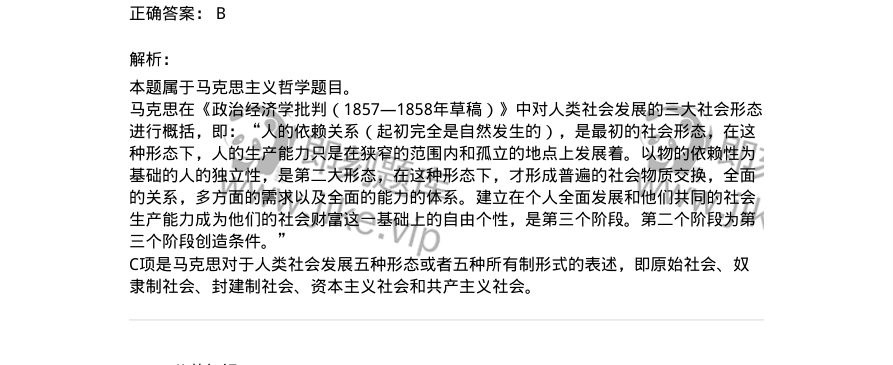 正确答案： B
解析：
本题属于马克思主义哲学题目。
马克思在《政治经济学批判（1857—1858年草稿）》中对人类社会发展的三大社会形态
进行概括，即：“人的依赖关系（起初完全是自然发生的），是最初的社会形态，在这
种形态下，人的生产能力只是在狭窄的范围内和孤立的地点上发展着。以物的依赖性为
基础的人的独立性，是第二大形态，在这种形态下，才形成普遍的社会物质交换，全面
的关系，多方面的需求以及全面的能力的体系。建立在个人全面发展和他们共同的社会
生产能力成为他们的社会财富这一基础上的自由个性，是第三个阶段。第二个阶段为第
三个阶段创造条件。”
C项是马克思对于人类社会发展五种形态或者五种所有制形式的表述，即原始社会、奴
隶制社会、封建制社会、资本主义社会和共产主义社会。
即刻题库
www.jike.vip